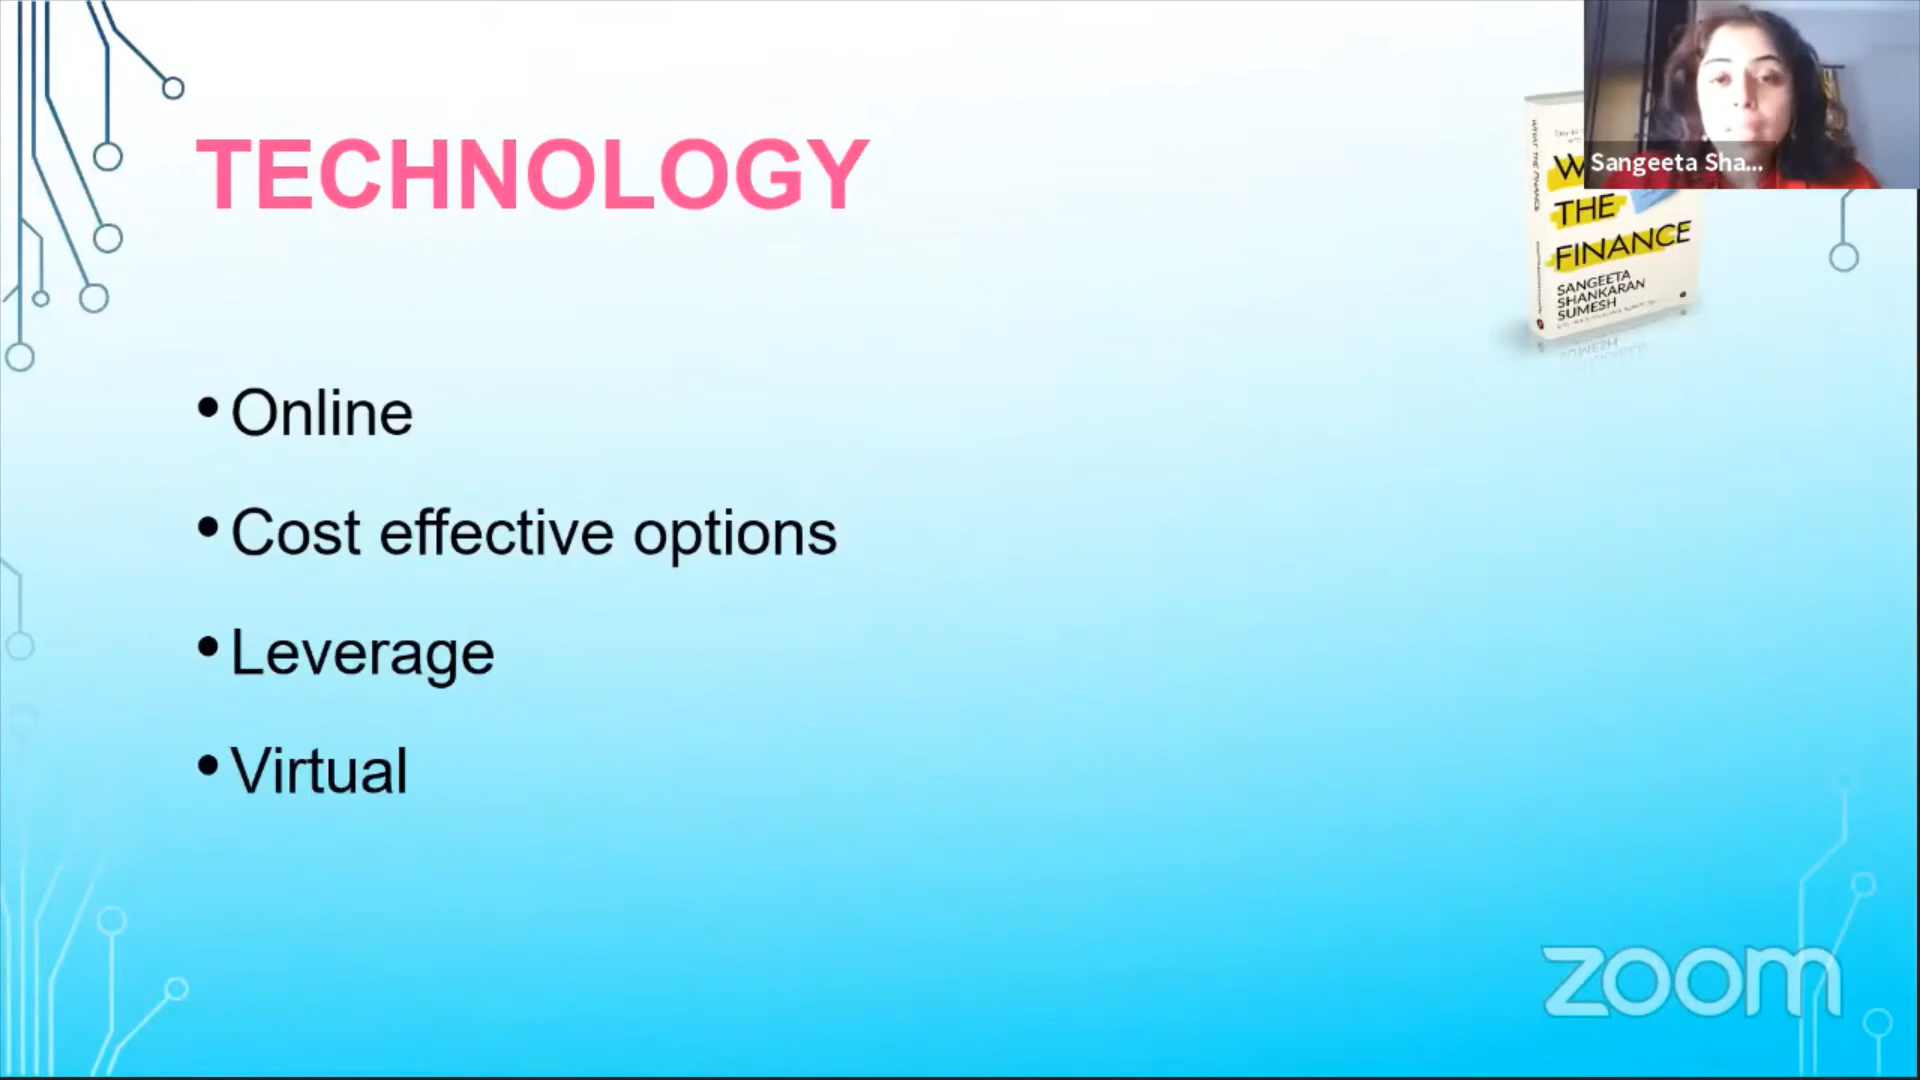 TECHNOLOGY
Sangeeta Sha...
W
THE
FINANCE
SANGEETA
SHANKARAN
SUMESH
• Online
• Cost effective options
• Leverage
• Virtual
zoom